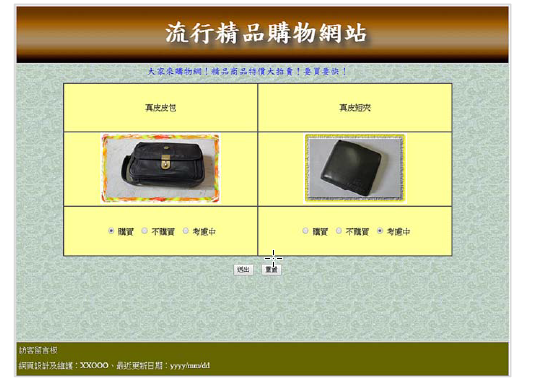 流行精品購物網站
大家來購物喔！精品商品特價大拍賣！要買要快！
真皮皮包
真皮短夾
購買 不購買 考慮中
購買 不購買 考慮中
送出 重設
訪客留言板
網頁設計及維護：XXOOO、最近更新日期：yyyy/mm/dd